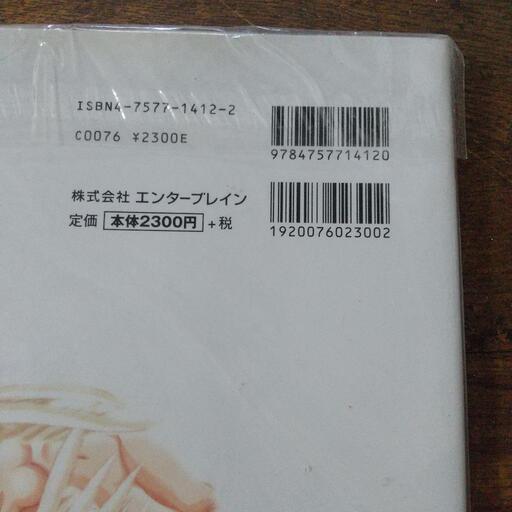 ISBN4-7577-1412-2
C0076 ¥2300E
9784757714120
株式会社 エンターブレイン
定価 本体2300円 +税
1920076023002